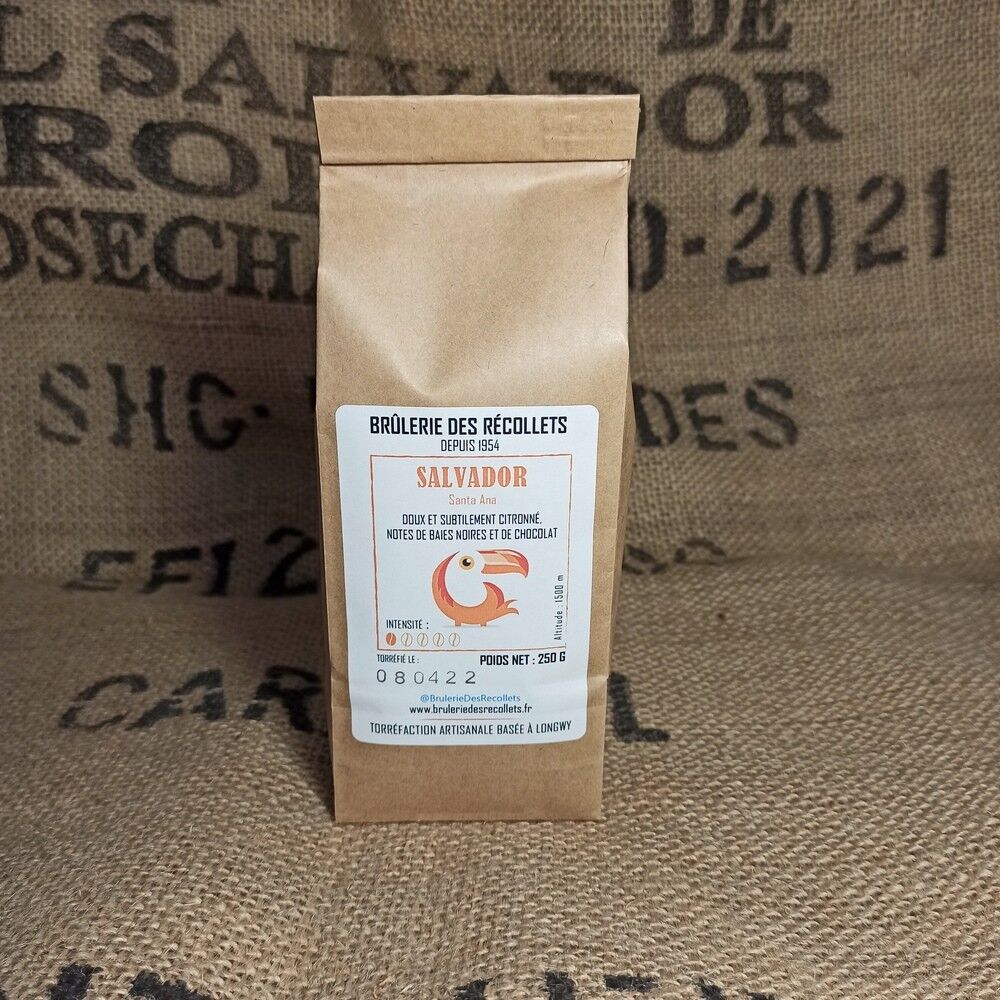 DE
SALVADOR
2021
SHG
BRÛLERIE DES RÉCOLLETS
DEPUIS 1954
SALVADOR
Santa Ana
DOUX ET SUBTILEMENT CITRONNÉ,
NOTES DE BAIES NOIRES ET DE CHOCOLAT
Altitude : 1500 m
INTENSITÉ :
TORRÉFIÉ LE :
POIDS NET : 250 G
080422
@BrulerieDesRecollets
www.bruleriedesrecollets.fr
TORRÉFACTION ARTISANALE BASÉE À LONGWY